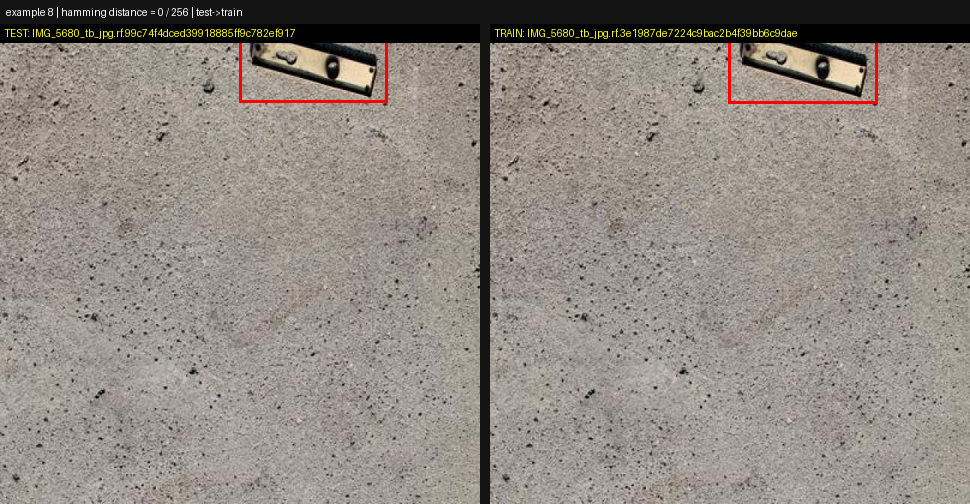 example 8 | hamming distance = 0 / 256 | test->train
TEST: IMG_5680_tb_jpg.rf.99c74f4dced39918885ff9c782ef917
TRAIN: IMG_5680_tb_jpg.rf.3e1987de7224c9bac2b4f39bb6c9dae